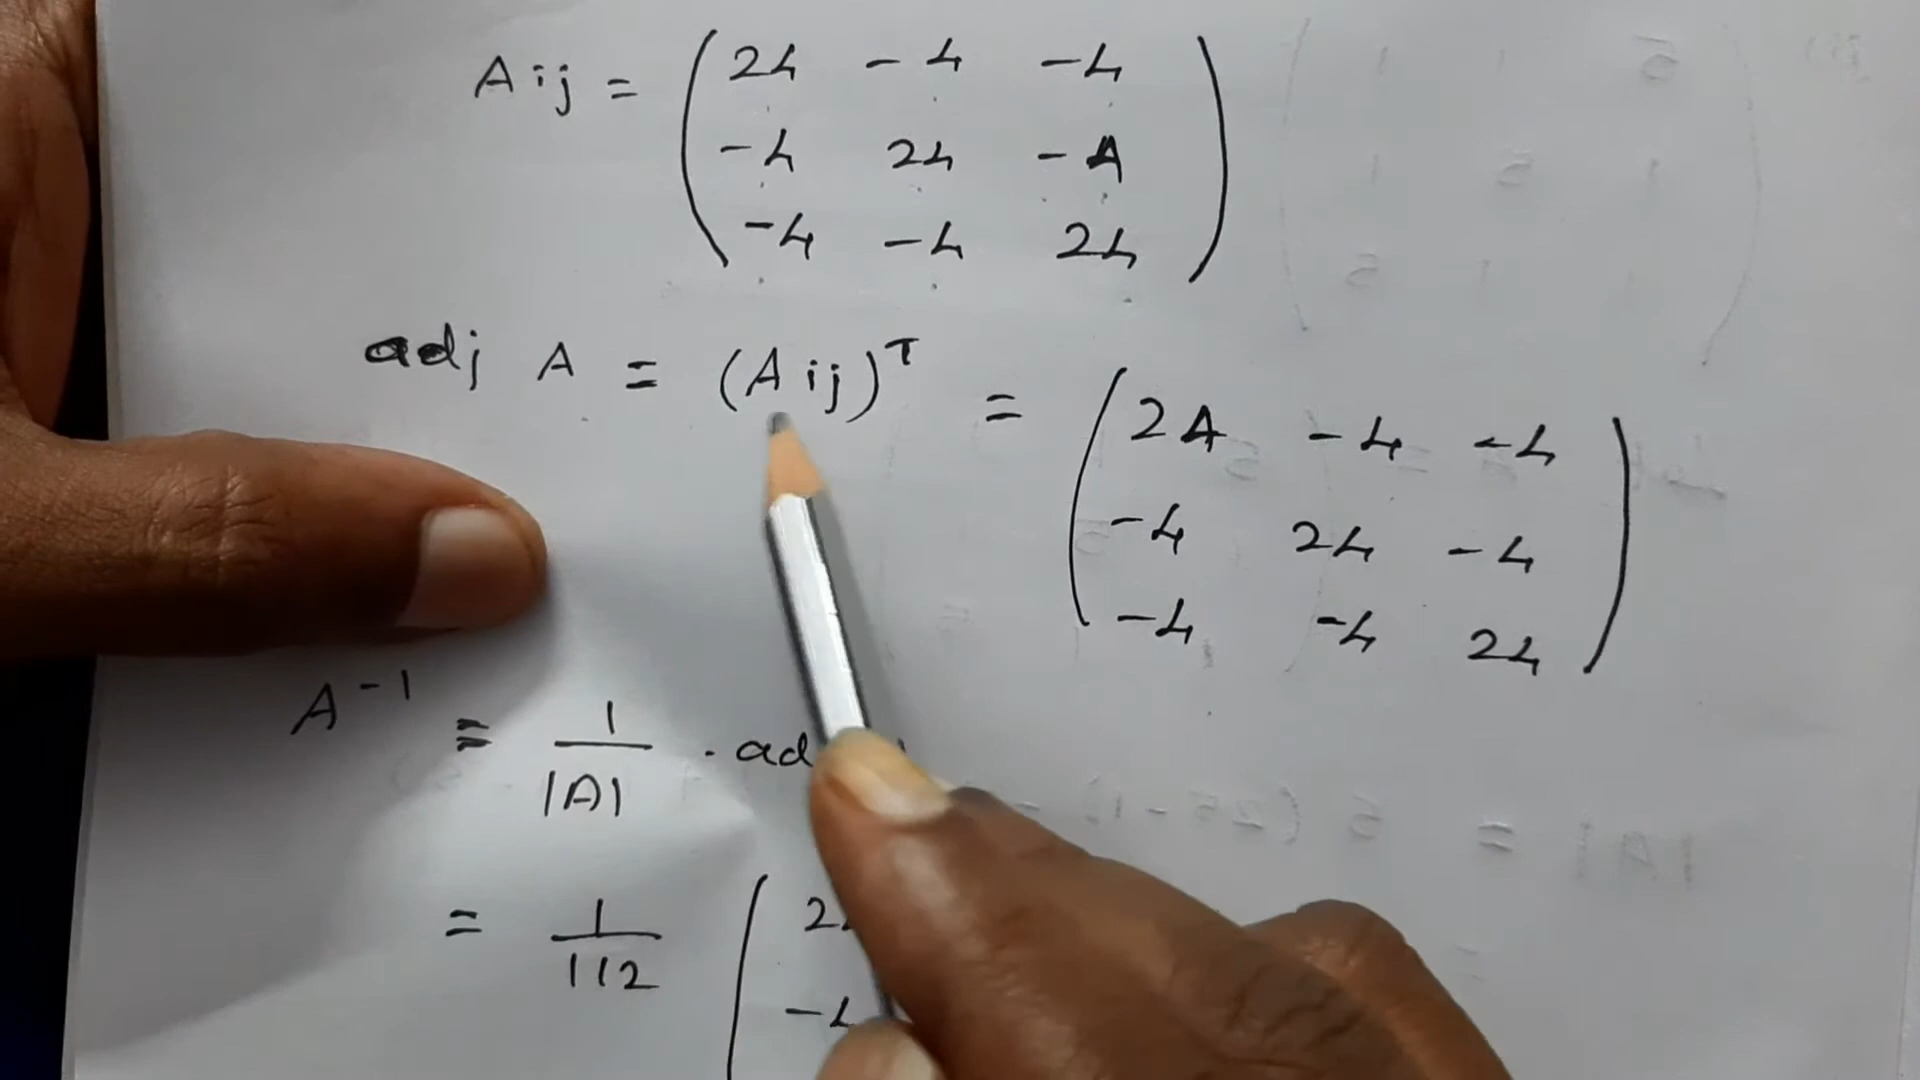 Aij = ( 24 -4 -4
-4 24 -4
-4 -4 24 )
adj A = (Aij)ᵀ = ( 24 -4 -4
-4 24 -4
-4 -4 24 )
A⁻¹ = 1/|A| .
= 1/112 (
-4